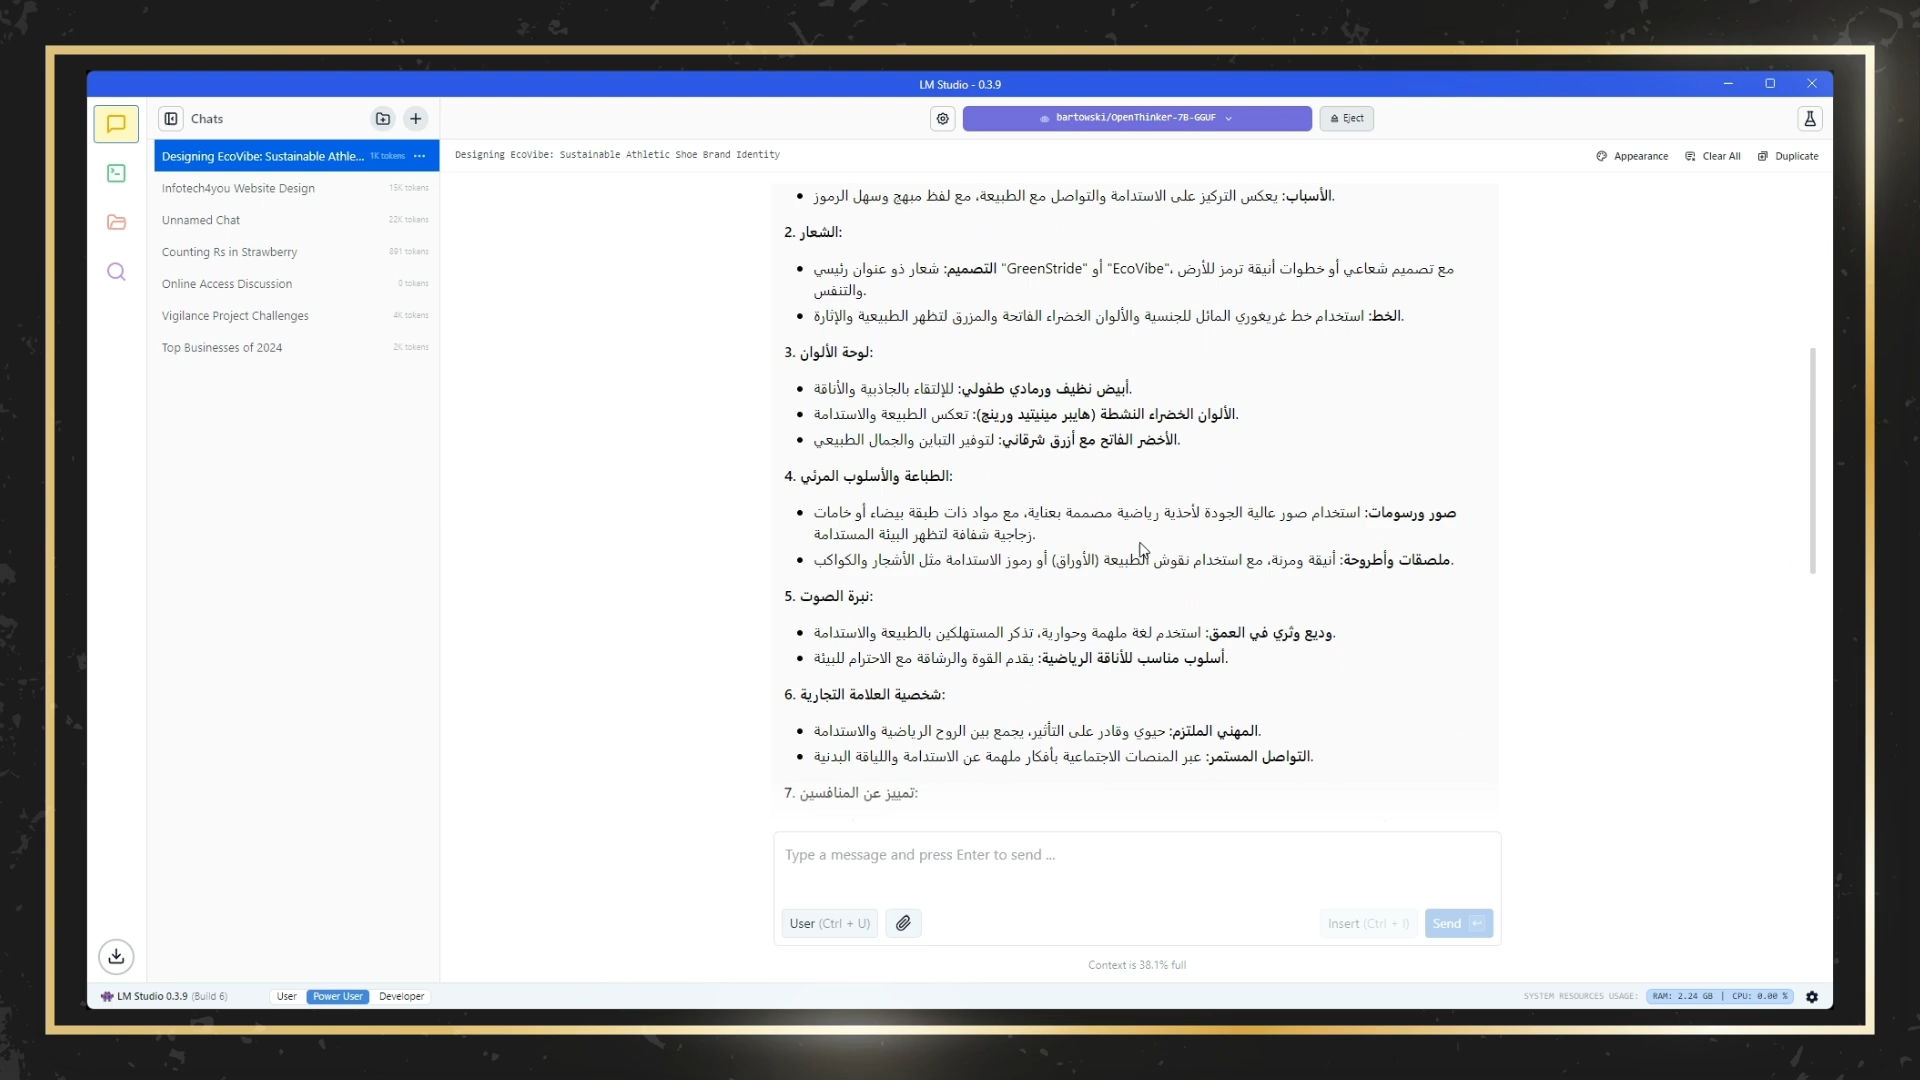 LM Studio - 0.3.9
Chats
bartowski/OpenThinker-7B-GGUF
Eject
Designing EcoVibe: Sustainable Athle... 1K tokens ...
Infotech4you Website Design 15K tokens
Unnamed Chat 22K tokens
Counting Rs in Strawberry 891 tokens
Online Access Discussion 0 tokens
Vigilance Project Challenges 4K tokens
Top Businesses of 2024 2K tokens
Designing EcoVibe: Sustainable Athletic Shoe Brand Identity
Appearance Clear All Duplicate
الأسباب: يعكس التركيز على الاستدامة والتواصل مع الطبيعة، مع لفظ مبهج وسهل الرموز.
2. الشعار:
التصميم: شعار ذو عنوان رئيسي "GreenStride" أو "EcoVibe"، مع تصميم شعاعي أو خطوات أنيقة ترمز للأرض
والتنفس.
الخط: استخدام خط غريغوري المائل للجنسية والألوان الخضراء الفاتحة والمزرق لتظهر الطبيعية والإثارة.
3. لوحة الألوان:
أبيض نظيف ورمادي طفولي: للإلتقاء بالجاذبية والأناقة.
الألوان الخضراء النشطة (هايبر مينيتيد ورينج): تعكس الطبيعة والاستدامة.
الأخضر الفاتح مع أزرق شرقاني: لتوفير التباين والجمال الطبيعي.
4. الطباعة والأسلوب المرئي:
صور ورسومات: استخدام صور عالية الجودة لأحذية رياضية مصممة بعناية، مع مواد ذات طبقة بيضاء أو خامات
زجاجية شفافة لتظهر البيئة المستدامة.
ملصقات وأطروحة: أنيقة ومرنة، مع استخدام نقوش الطبيعة (الأوراق) أو رموز الاستدامة مثل الأشجار والكواكب.
5. نبرة الصوت:
وديع وثري في العمق: استخدم لغة ملهمة وحوارية، تذكر المستهلكين بالطبيعة والاستدامة.
أسلوب مناسب للأناقة الرياضية: يقدم القوة والرشاقة مع الاحترام للبيئة.
6. شخصية العلامة التجارية:
المهني الملتزم: حيوي وقادر على التأثير، يجمع بين الروح الرياضية والاستدامة.
التواصل المستمر: عبر المنصات الاجتماعية بأفكار ملهمة عن الاستدامة واللياقة البدنية.
7. تمييز عن المنافسين:
Type a message and press Enter to send ...
User (Ctrl + U) Insert (Ctrl + I) Send
Context is 38.1% full
LM Studio 0.3.9 (Build 6) User Power User Developer SYSTEM RESOURCES USAGE: RAM: 2.24 GB | CPU: 0.00 %